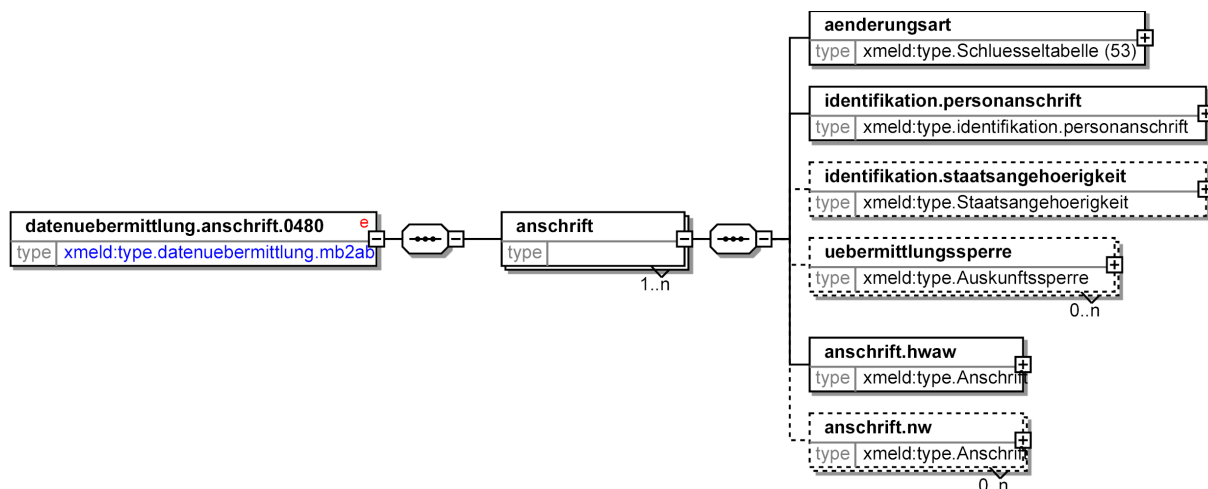 aenderungsart
type xmeld:type.Schluesseltabelle (53)
identifikation.personanschrift
type xmeld:type.identifikation.personanschrift
identifikation.staatsangehoerigkeit
type xmeld:type.Staatsangehoerigkeit
datenuebermittlung.anschrift.0480 e
type xmeld:type.datenuebermittlung.mb2ab
anschrift
type
1..n
uebermittlungssperre
type xmeld:type.Auskunftssperre
0..n
anschrift.hwaw
type xmeld:type.Anschrift
anschrift.nw
type xmeld:type.Anschrift
0..n